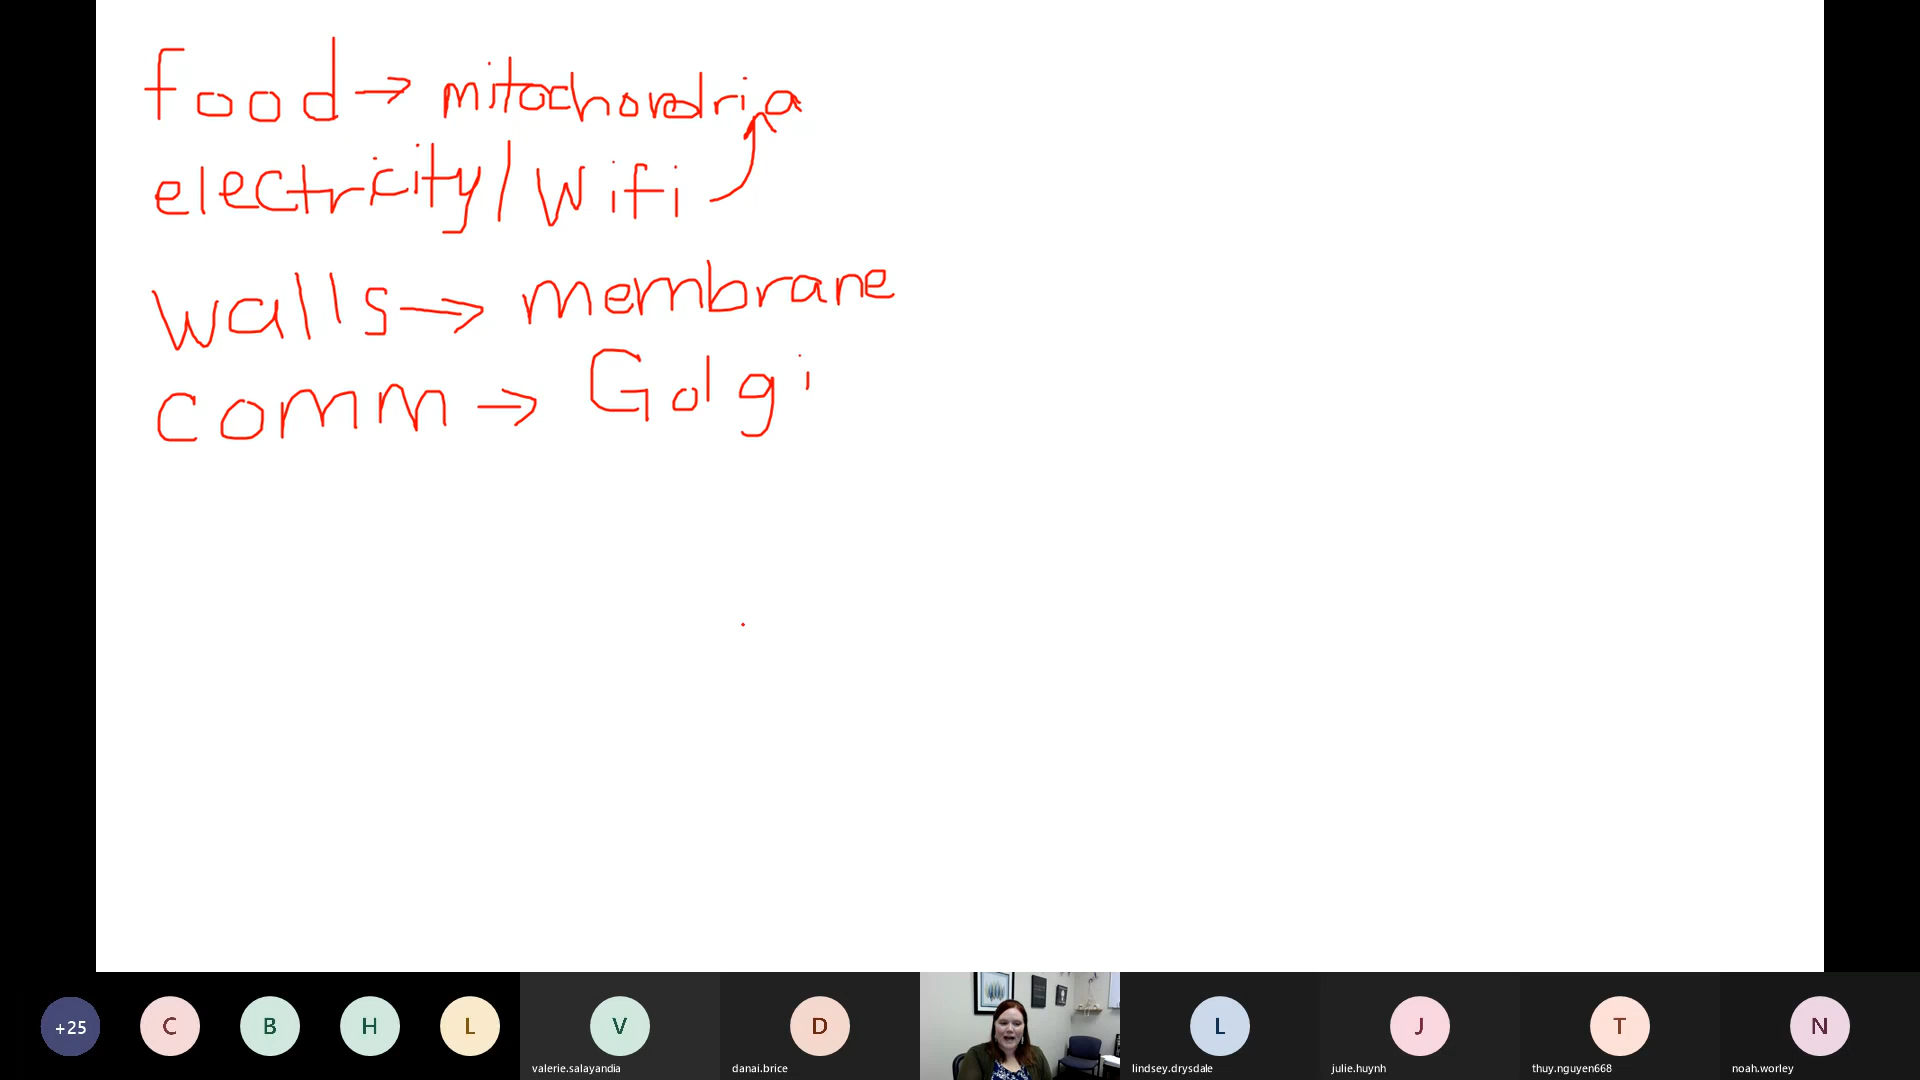 food → mitochondria
electricity/Wifi
walls → membrane
comm → Golgi
+25 C B H L V D L J T N
valerie.salayandia danai.brice lindsey.drysdale julie.huynh thuy.nguyen668 noah.worley